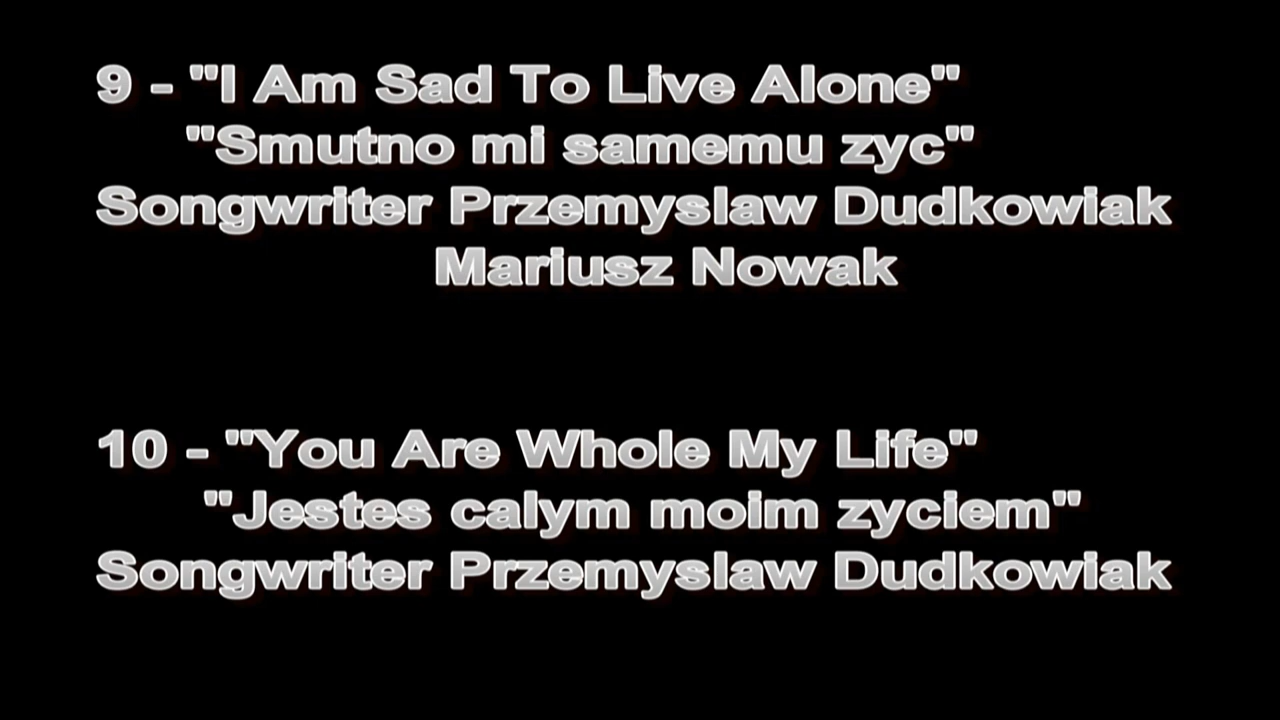 9 - "I Am Sad To Live Alone"
"Smutno mi samemu zyc"
Songwriter Przemyslaw Dudkowiak
Mariusz Nowak
10 - "You Are Whole My Life"
"Jestes calym moim zyciem"
Songwriter Przemyslaw Dudkowiak